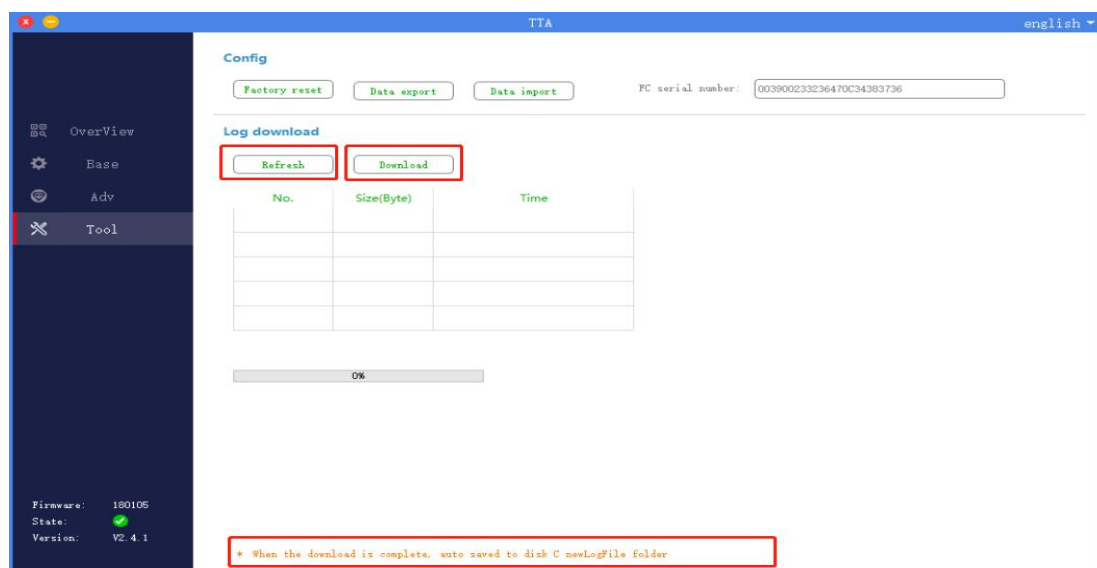 TTA
english
Config
Factory reset
Data export
Data import
FC serial number:
003900233236470C34383736
OverView
Base
Adv
Tool
Log download
Refresh
Download
No.
Size(Byte)
Time
0%
Firmware: 180105
State:
Version: V2.4.1
* When the download is complete, auto saved to disk C newLogFile folder